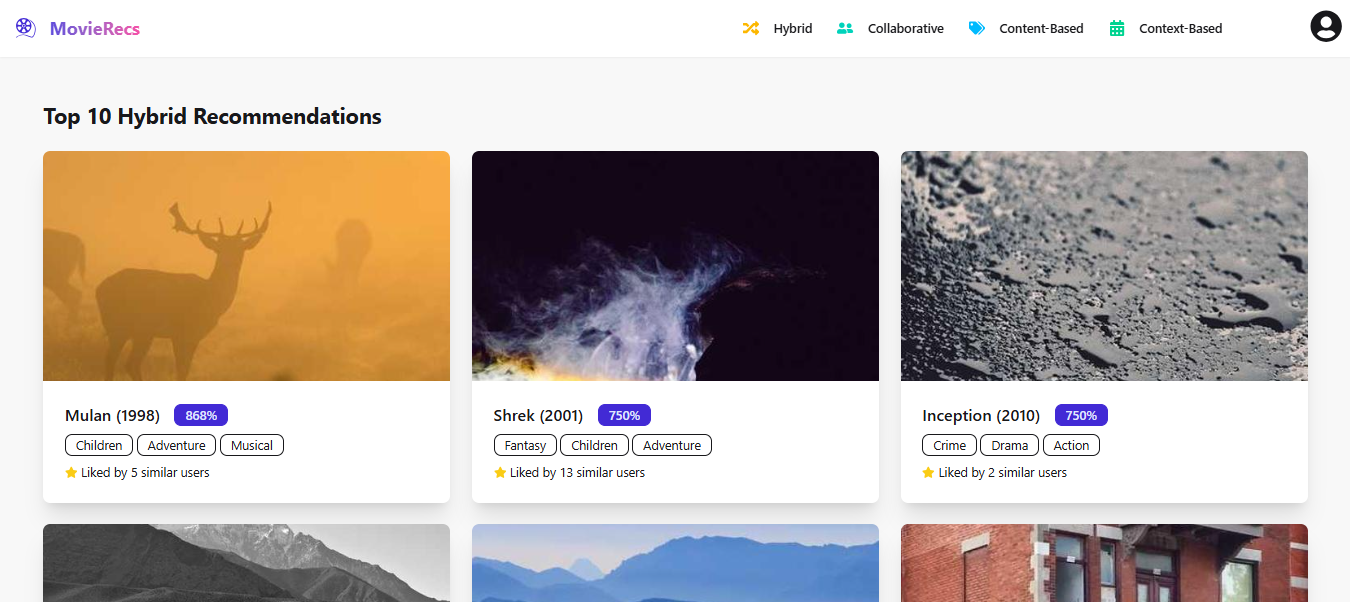 MovieRecs Hybrid Collaborative Content-Based Context-Based
Top 10 Hybrid Recommendations
Mulan (1998) 868%
Children Adventure Musical
Liked by 5 similar users
Shrek (2001) 750%
Fantasy Children Adventure
Liked by 13 similar users
Inception (2010) 750%
Crime Drama Action
Liked by 2 similar users